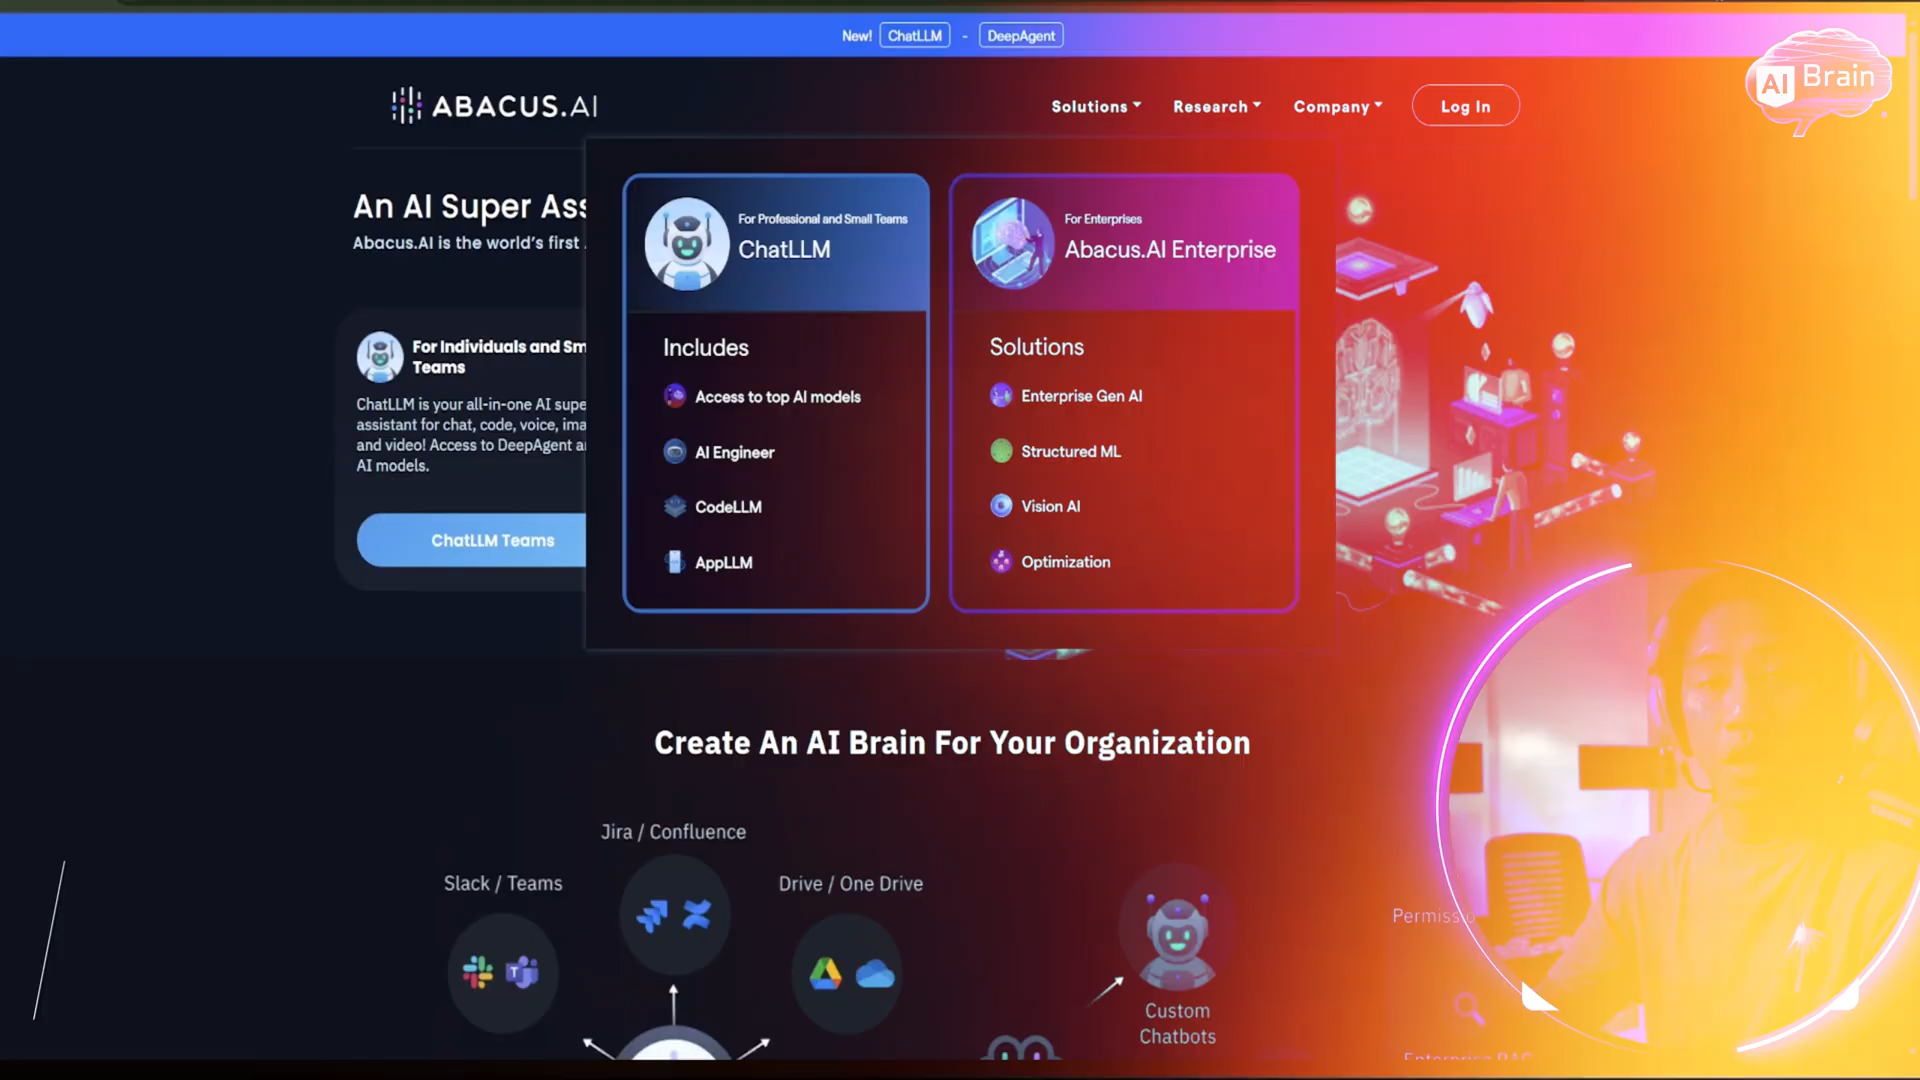 New! ChatLLM - DeepAgent
AI Brain
ABACUS.AI
Solutions Research Company Log In
An AI Super Ass
Abacus.AI is the world's first
For Individuals and Sm
Teams
ChatLLM is your all-in-one AI supe
assistant for chat, code, voice, ima
and video! Access to DeepAgent a
AI models.
ChatLLM Teams
For Professional and Small Teams
ChatLLM
Includes
Access to top AI models
AI Engineer
CodeLLM
AppLLM
For Enterprises
Abacus.AI Enterprise
Solutions
Enterprise Gen AI
Structured ML
Vision AI
Optimization
Create An AI Brain For Your Organization
Jira / Confluence
Slack / Teams
Drive / One Drive
Custom
Chatbots
Permissio
Enterprise RAG